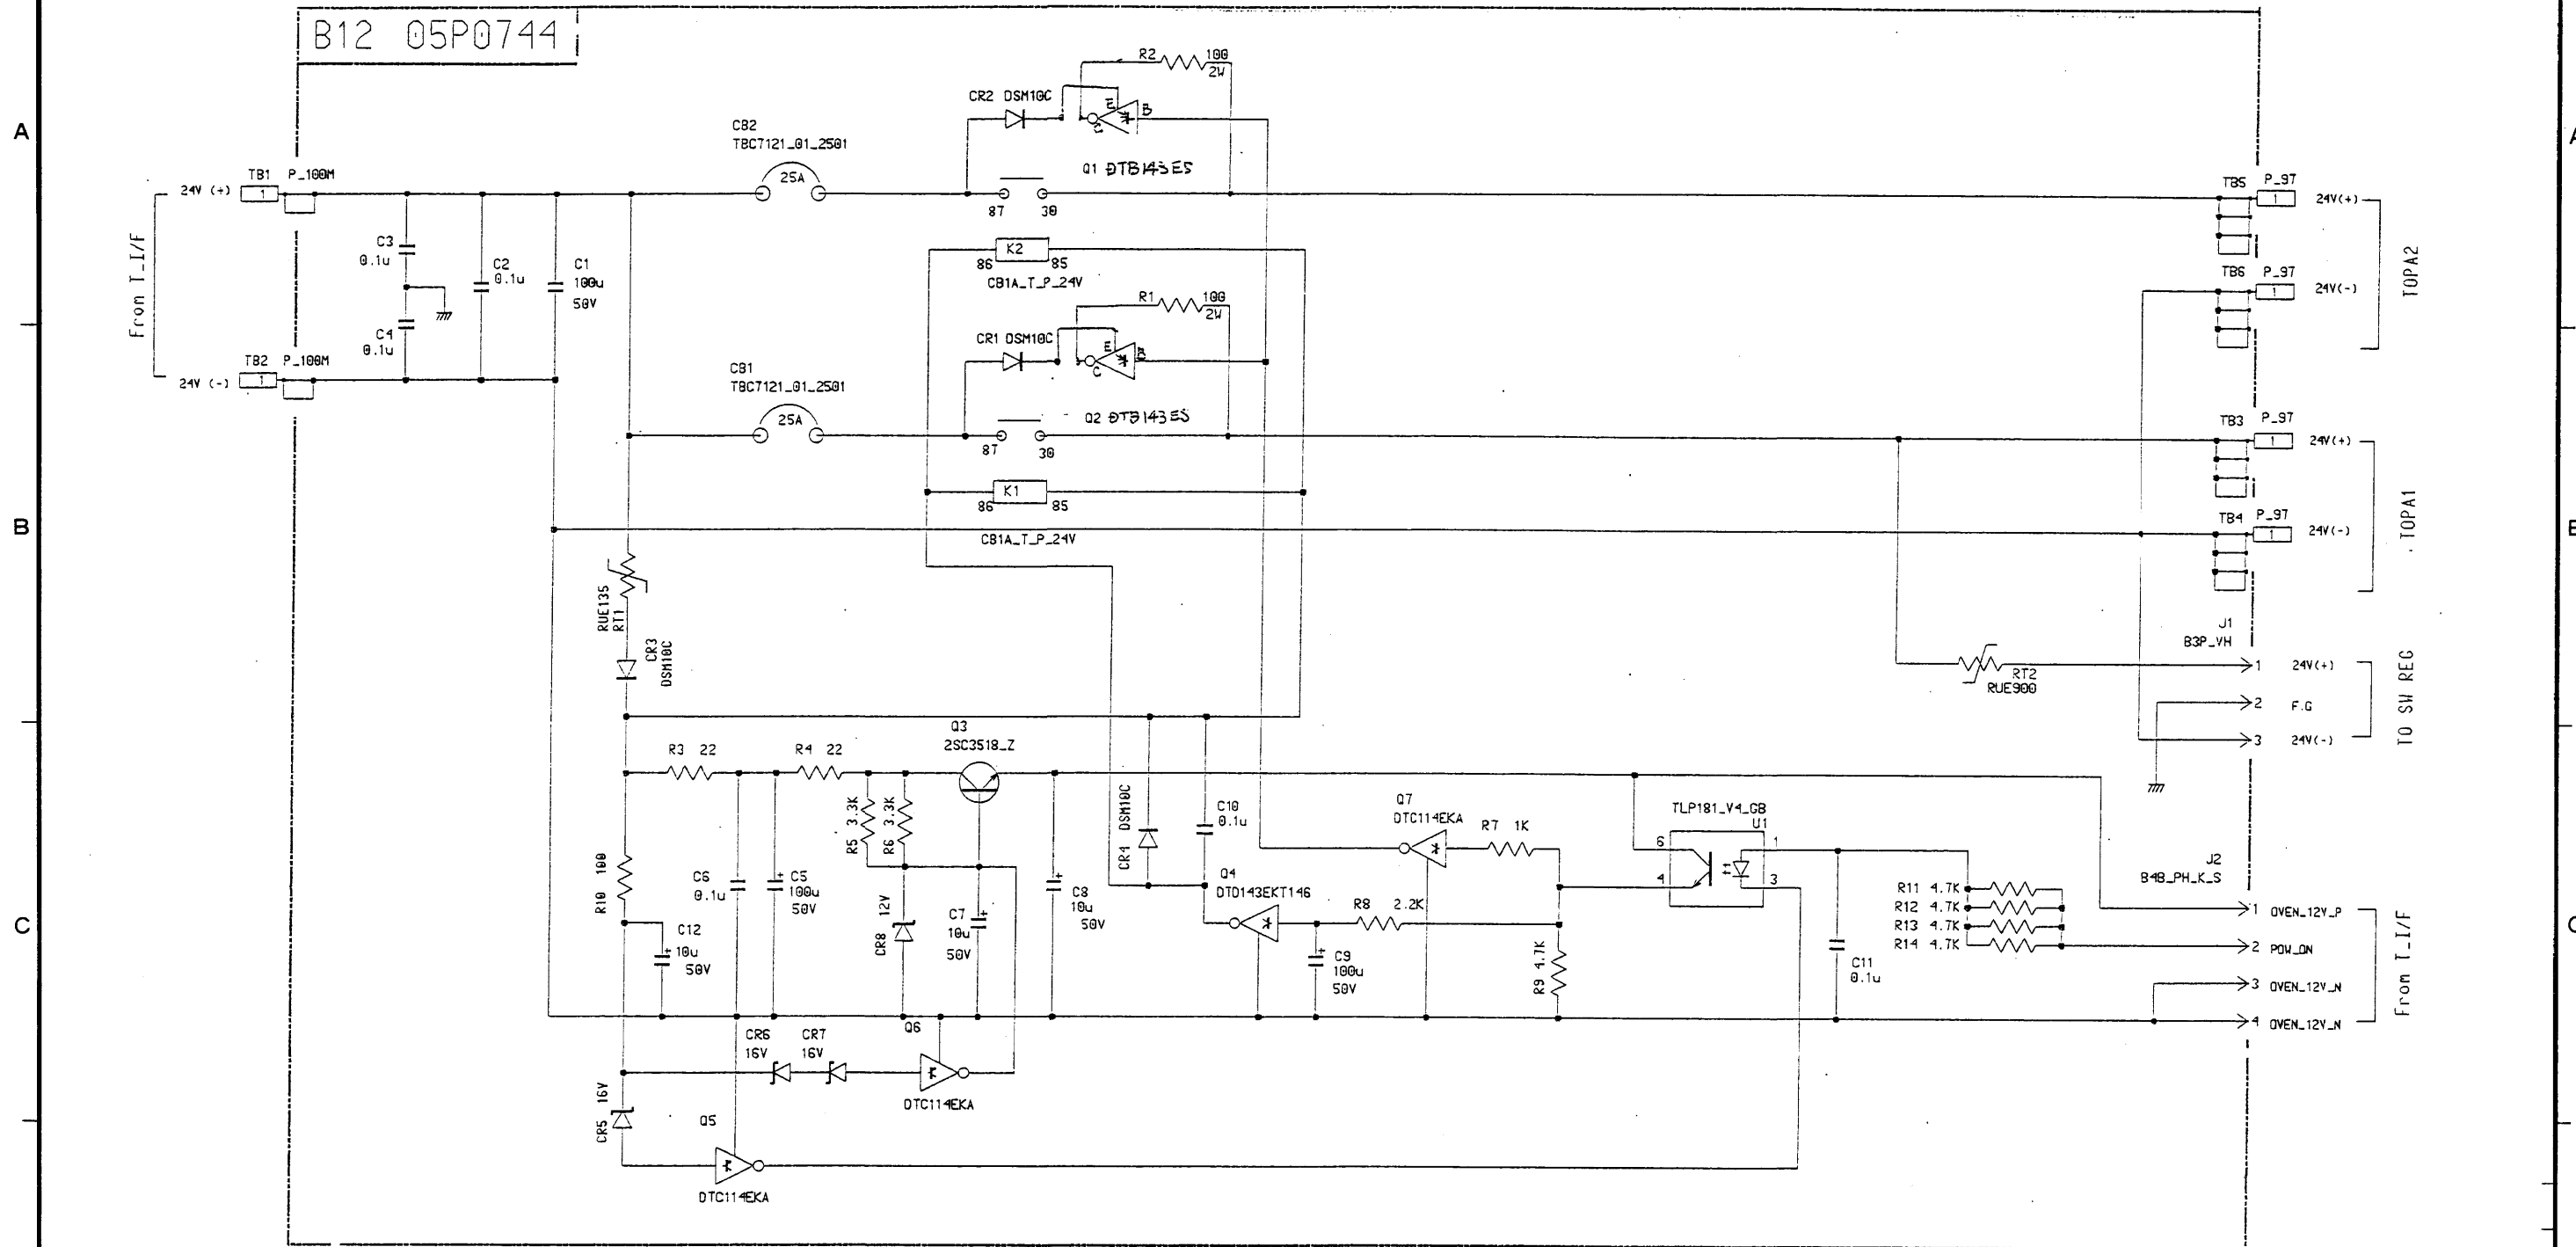 B12 05P0744
R2 100
2W
CR2 DSM10C
E
B
C
A
CB2
TBC7121_01_2501
25A
Q1 DTB143ES
87 30
TB1 P_100M
24V (+)
1
TB5 P_97
1
24V(+)
From T_I/F
C3
0.1u
C2
0.1u
C1
100u
50V
K2
86 85
CB1A_T_P_24V
TB6 P_97
1
24V(-)
TOPA2
R1 100
2W
C4
0.1u
CR1 DSM10C
E
B
C
TB2 P_100M
24V (-)
1
CB1
TBC7121_01_2501
25A
Q2 DTB143ES
87 30
TB3 P_97
1
24V(+)
K1
86 85
B
CB1A_T_P_24V
TB4 P_97
1
24V(-)
TOPA1
RUE135
RT1
CR3
DSM10C
J1
B3P_VH
1 24V(+)
RT2
RUE900
2 F.G
3 24V(-)
TO SW REG
Q3
2SC3518_Z
R3 22
R4 22
R5 3.3K
R6 3.3K
CR4 DSM10C
C10
0.1u
Q7
DTC114EKA
R7 1K
TLP181_V4_GB
U1
6
1
4
3
R10 100
C6
0.1u
C5
100u
50V
12V
CR8
C7
10u
50V
C8
10u
50V
Q4
DTD143EKT146
R8 2.2K
J2
B4B_PH_K_S
R11 4.7K
R12 4.7K
R13 4.7K
R14 4.7K
1 OVEN_12V_P
2 POW_ON
3 OVEN_12V_N
4 OVEN_12V_N
From T_I/F
C
C12
10u
50V
C9
100u
50V
R9 4.7K
C11
0.1u
Q6
CR6
16V
CR7
16V
DTC114EKA
CR5 16V
Q5
DTC114EKA